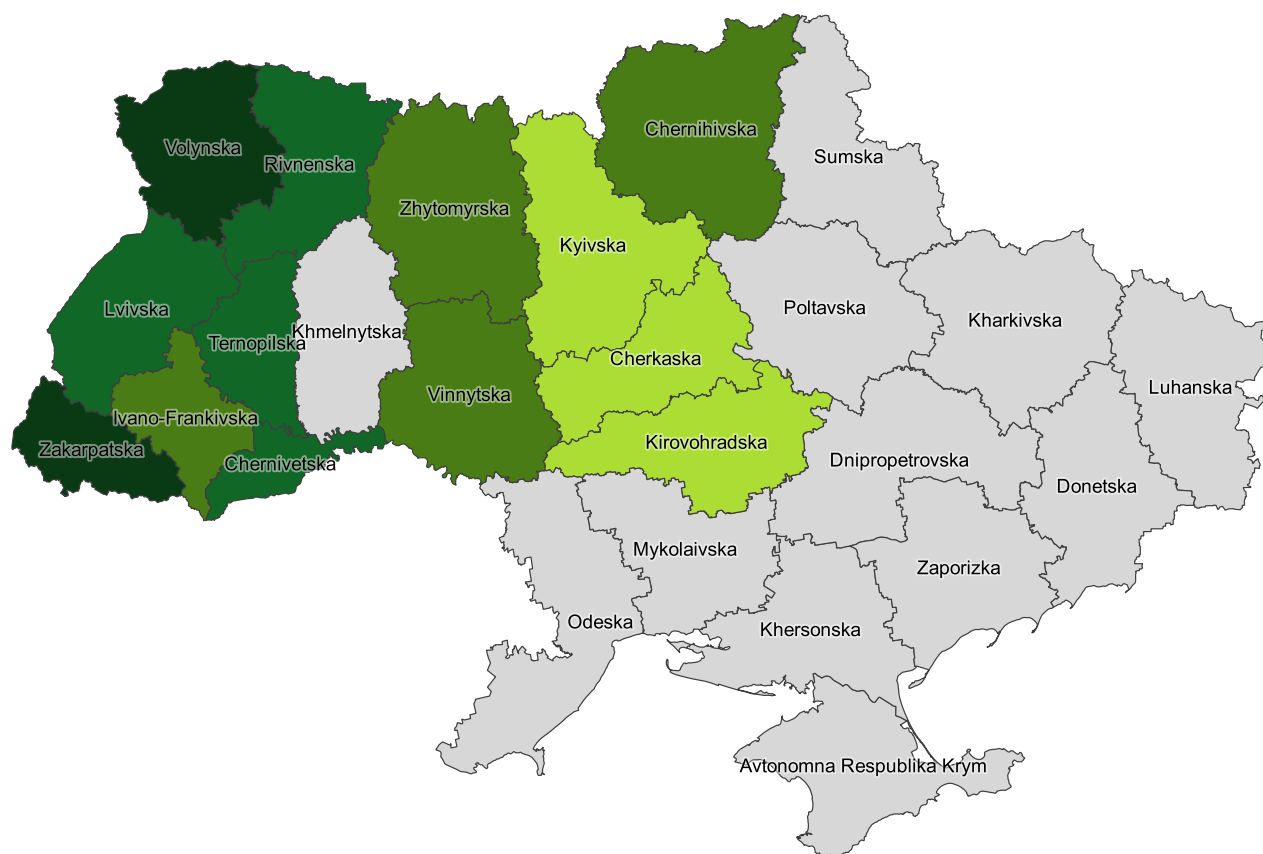 Chernihivska
Volynska
Sumska
Rivnenska
Zhytomyrska
Kyivska
Lvivska
Poltavska
Kharkivska
Khmelnytska
Ternopilska
Cherkaska
Luhanska
Vinnytska
Ivano-Frankivska
Kirovohradska
Zakarpatska
Chernivetska
Dnipropetrovska
Donetska
Mykolaivska
Zaporizka
Odeska
Khersonska
Avtonomna Respublika Krym